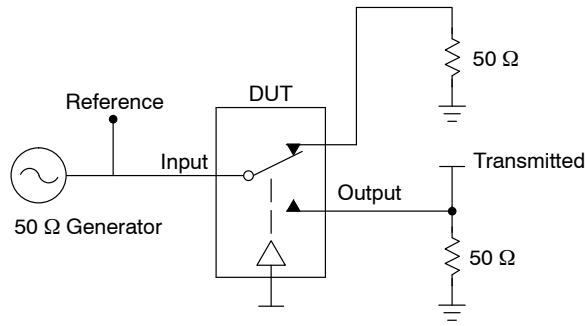 50 Ω
DUT
Reference
Input
Transmitted
Output
50 Ω Generator
50 Ω